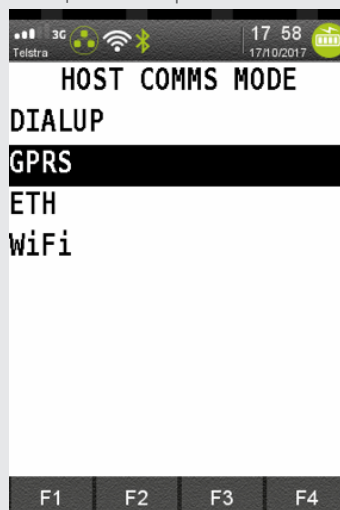 3G 17 58
Telstra 17/10/2017
HOST COMMS MODE
DIALUP
GPRS
ETH
WiFi
F1 F2 F3 F4